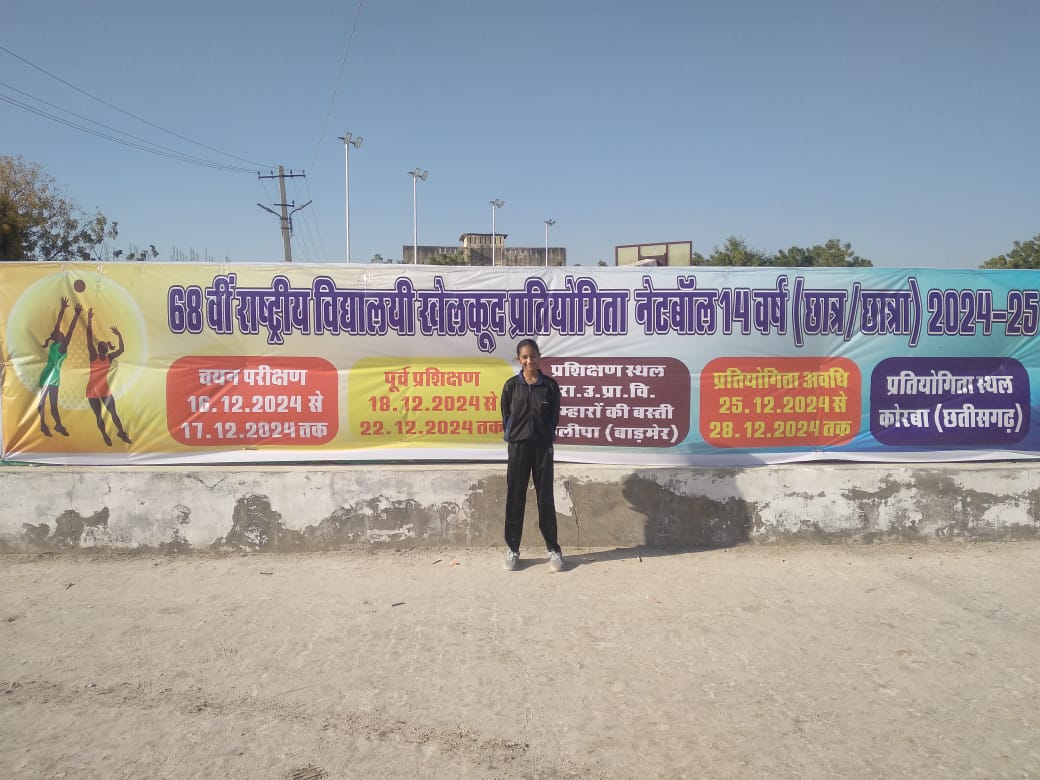 68 वीं राष्ट्रीय विद्यालयी खेलकूद प्रतियोगिता नेटबॉल 14 वर्ष (छात्र/छात्रा) 2024-25
चयन परीक्षण
16.12.2024 से
17.12.2024 तक
पूर्व प्रशिक्षण
18.12.2024 से
22.12.2024 तक
प्रशिक्षण स्थल
रा.उ.प्रा.वि.
म्हारों की बस्ती
लीपा (बाड़मेर)
प्रतियोगिता अवधि
25.12.2024 से
28.12.2024 तक
प्रतियोगिता स्थल
कोरबा (छतीसगढ़)